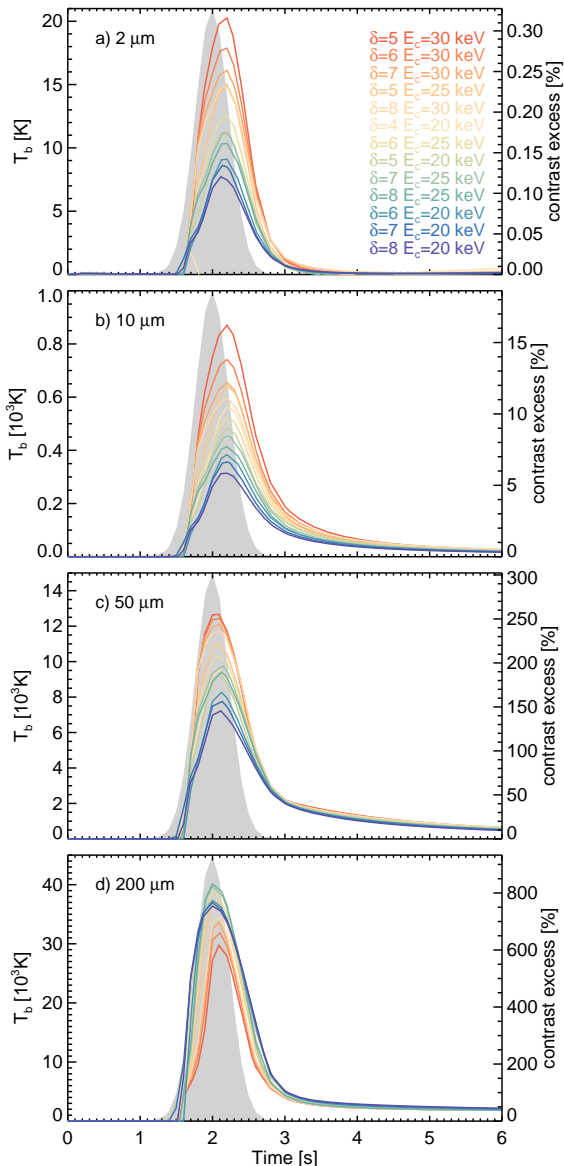 a) 2 μm
T_b [K]
20
15
10
5
0
0.30
0.25
0.20
0.15
0.10
0.05
0.00
contrast excess [%]
δ=5 E_c=30 keV
δ=6 E_c=30 keV
δ=7 E_c=30 keV
δ=5 E_c=25 keV
δ=8 E_c=30 keV
δ=4 E_c=20 keV
δ=6 E_c=25 keV
δ=5 E_c=20 keV
δ=7 E_c=25 keV
δ=8 E_c=25 keV
δ=6 E_c=20 keV
δ=7 E_c=20 keV
δ=8 E_c=20 keV
b) 10 μm
T_b [10³K]
1.0
0.8
0.6
0.4
0.2
0.0
15
10
5
0
contrast excess [%]
c) 50 μm
T_b [10³K]
14
12
10
8
6
4
2
0
300
250
200
150
100
50
0
contrast excess [%]
d) 200 μm
T_b [10³K]
40
30
20
10
0
800
600
400
200
0
contrast excess [%]
0 1 2 3 4 5 6
Time [s]